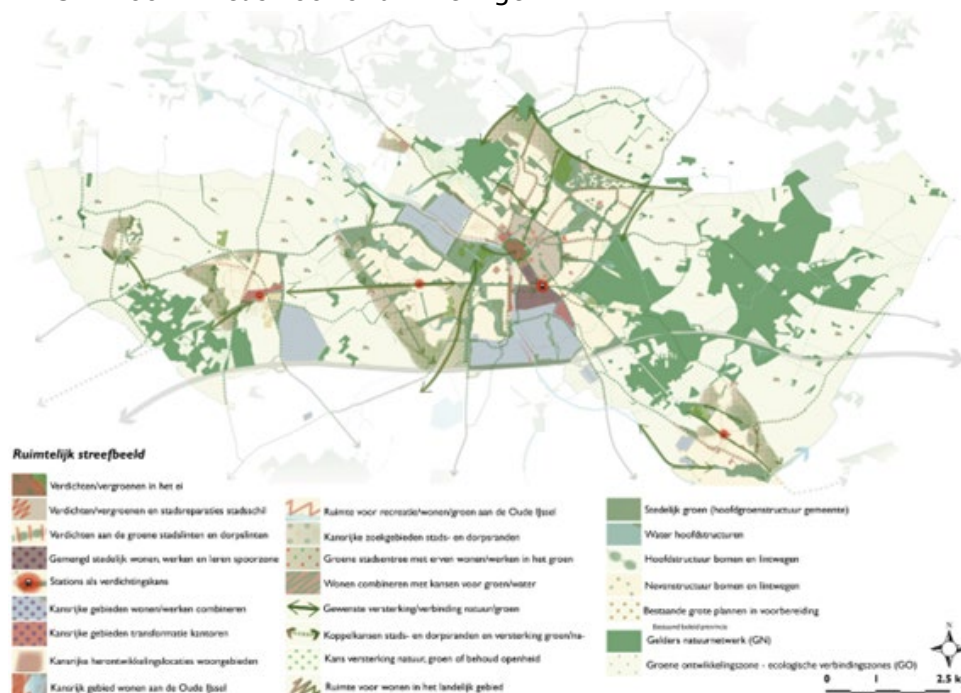 Ruimtelijk streefbeeld
Verdichten/vergroenen in het ei
Verdichten/vergroenen en stadsreparaties stadsschil
Verdichten aan de groene stadslinten en dorpslinten
Gemengd stedelijk wonen, werken en leren spoorzone
Stations als verdichtingskans
Kansrijke gebieden wonen/werken combineren
Kansrijke gebieden transformatie kantoren
Kansrijke herontwikkelingslocaties woongebieden
Kansrijk gebied wonen aan de Oude IJssel
Ruimte voor recreatie/wonen/groen aan de Oude IJssel
Kansrijke zoekgebieden stads- en dorpsranden
Groene stadsentree met erven wonen/werken in het groen
Wonen combineren met kansen voor groen/water
Gewenste versterking/verbinding natuur/groen
Koppelkansen stads- en dorpsranden en versterking groen/na-
Kans versterking natuur, groen of behoud openheid
Ruimte voor wonen in het landelijk gebied
Stedelijk groen (hoofdgroenstructuur gemeente)
Water hoofdstructuren
Hoofdstructuur bomen en lintwegen
Nevenstructuur bomen en lintwegen
Bestaande grote plannen in voorbereiding
Bestaand beleid provincie
Gelders natuurnetwerk (GN)
Groene ontwikkelingszone - ecologische verbindingszones (GO)
N
0 1 2.5 k